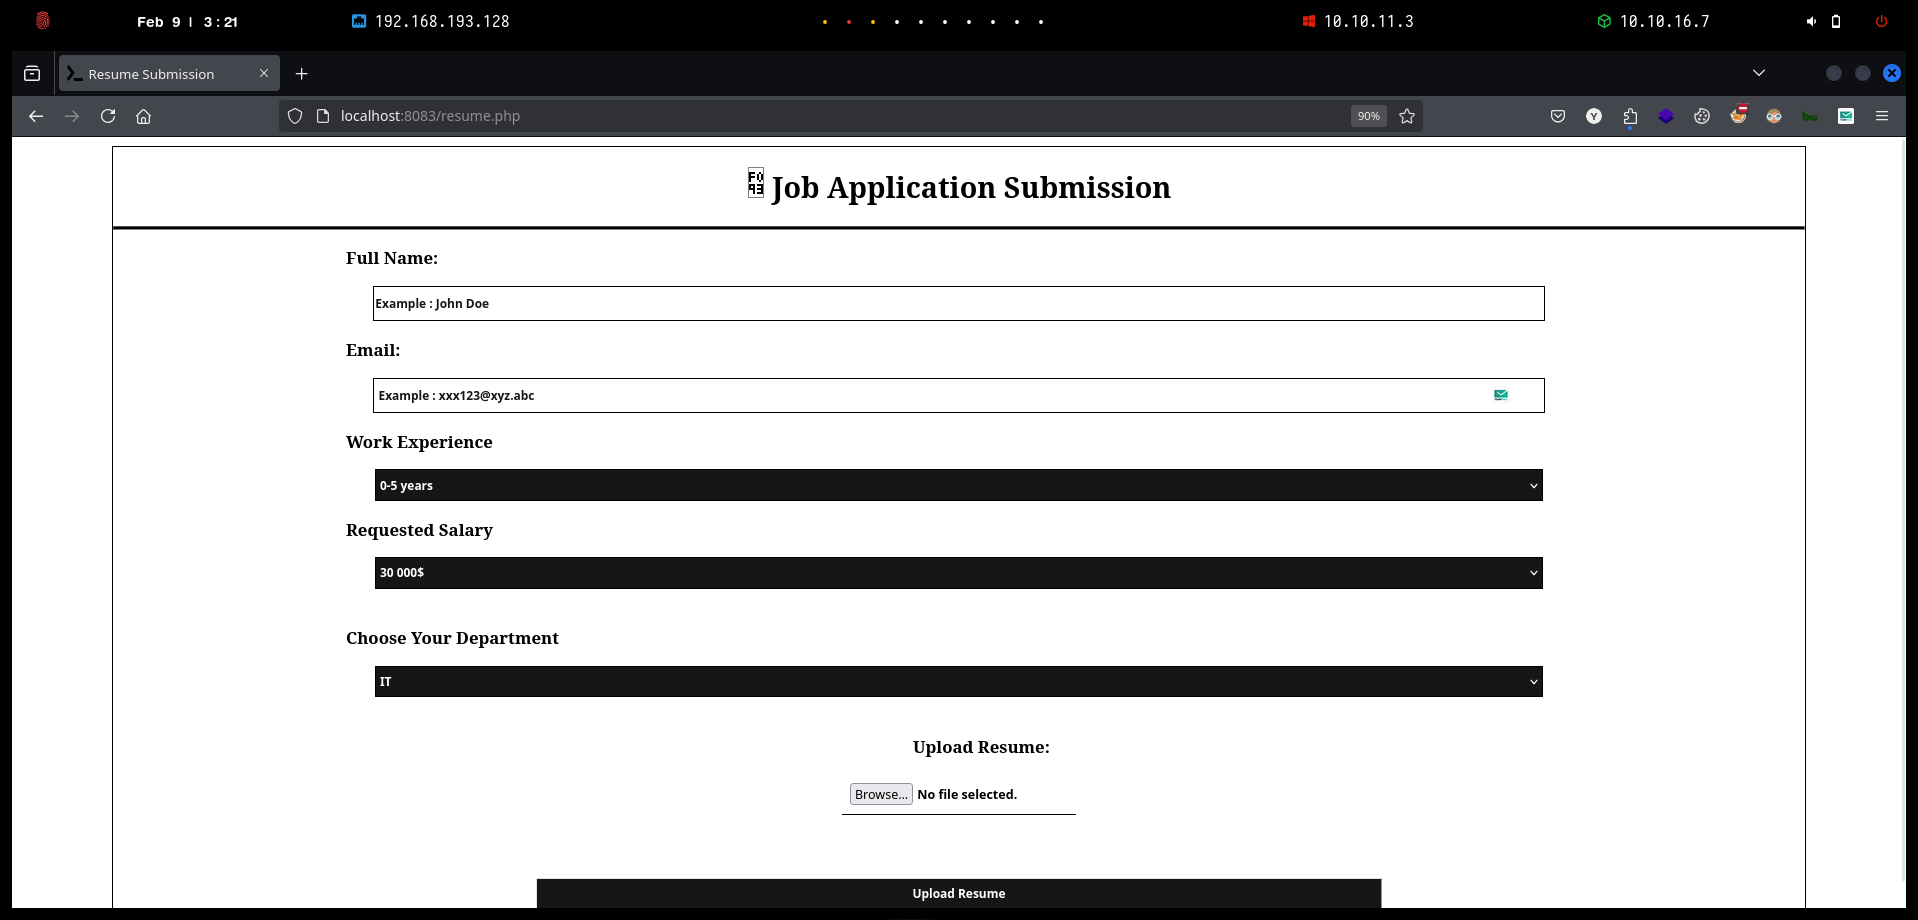 Feb 9 | 3:21 192.168.193.128 10.10.11.3 10.10.16.7
Resume Submission
localhost:8083/resume.php 90% Y bw
F0
93
Job Application Submission
Full Name:
Example : John Doe
Email:
Example : xxx123@xyz.abc
Work Experience
0-5 years
Requested Salary
30 000$
Choose Your Department
IT
Upload Resume:
Browse... No file selected.
Upload Resume